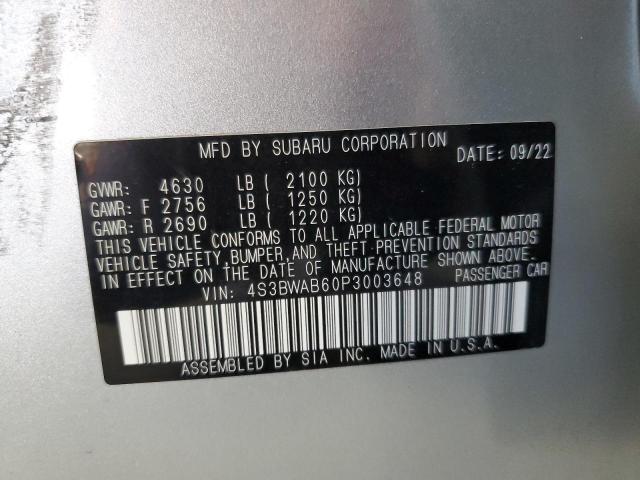 MFD BY SUBARU CORPORATION DATE: 09/22
GVWR: 4630 LB ( 2100 KG)
GAWR: F 2756 LB ( 1250 KG)
GAWR: R 2690 LB ( 1220 KG)
THIS VEHICLE CONFORMS TO ALL APPLICABLE FEDERAL MOTOR
VEHICLE SAFETY, BUMPER, AND THEFT PREVENTION STANDARDS
IN EFFECT ON THE DATE OF MANUFACTURE SHOWN ABOVE.
VIN: 4S3BWAB60P3003648 PASSENGER CAR
ASSEMBLED BY SIA INC. MADE IN U.S.A.